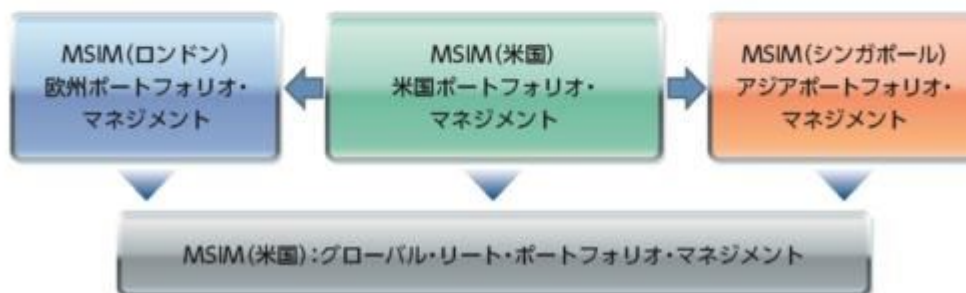 MSIM(ロンドン)
欧州ポートフォリオ・
マネジメント
MSIM(米国)
米国ポートフォリオ・
マネジメント
MSIM(シンガポール)
アジアポートフォリオ・
マネジメント
MSIM(米国):グローバル・リート・ポートフォリオ・マネジメント